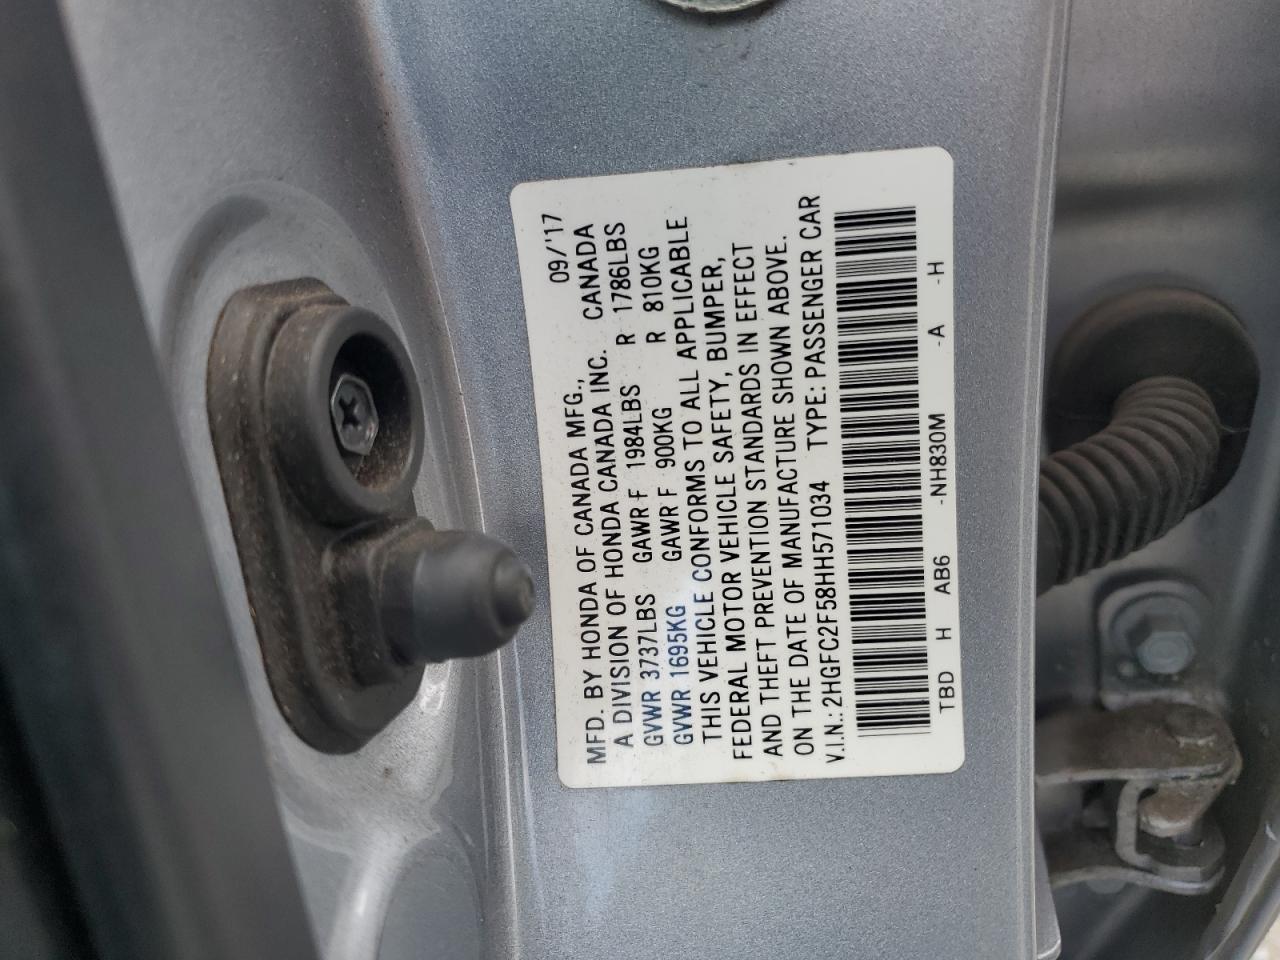 MFD. BY HONDA OF CANADA MFG., 09/'17
A DIVISION OF HONDA CANADA INC. CANADA
GVWR 3737LBS GAWR F 1984LBS R 1786LBS
GVWR 1695KG GAWR F 900KG R 810KG
THIS VEHICLE CONFORMS TO ALL APPLICABLE
FEDERAL MOTOR VEHICLE SAFETY, BUMPER,
AND THEFT PREVENTION STANDARDS IN EFFECT
ON THE DATE OF MANUFACTURE SHOWN ABOVE.
V.I.N.: 2HGFC2F58HH571034 TYPE: PASSENGER CAR
TBD H AB6 -NH830M -A -H